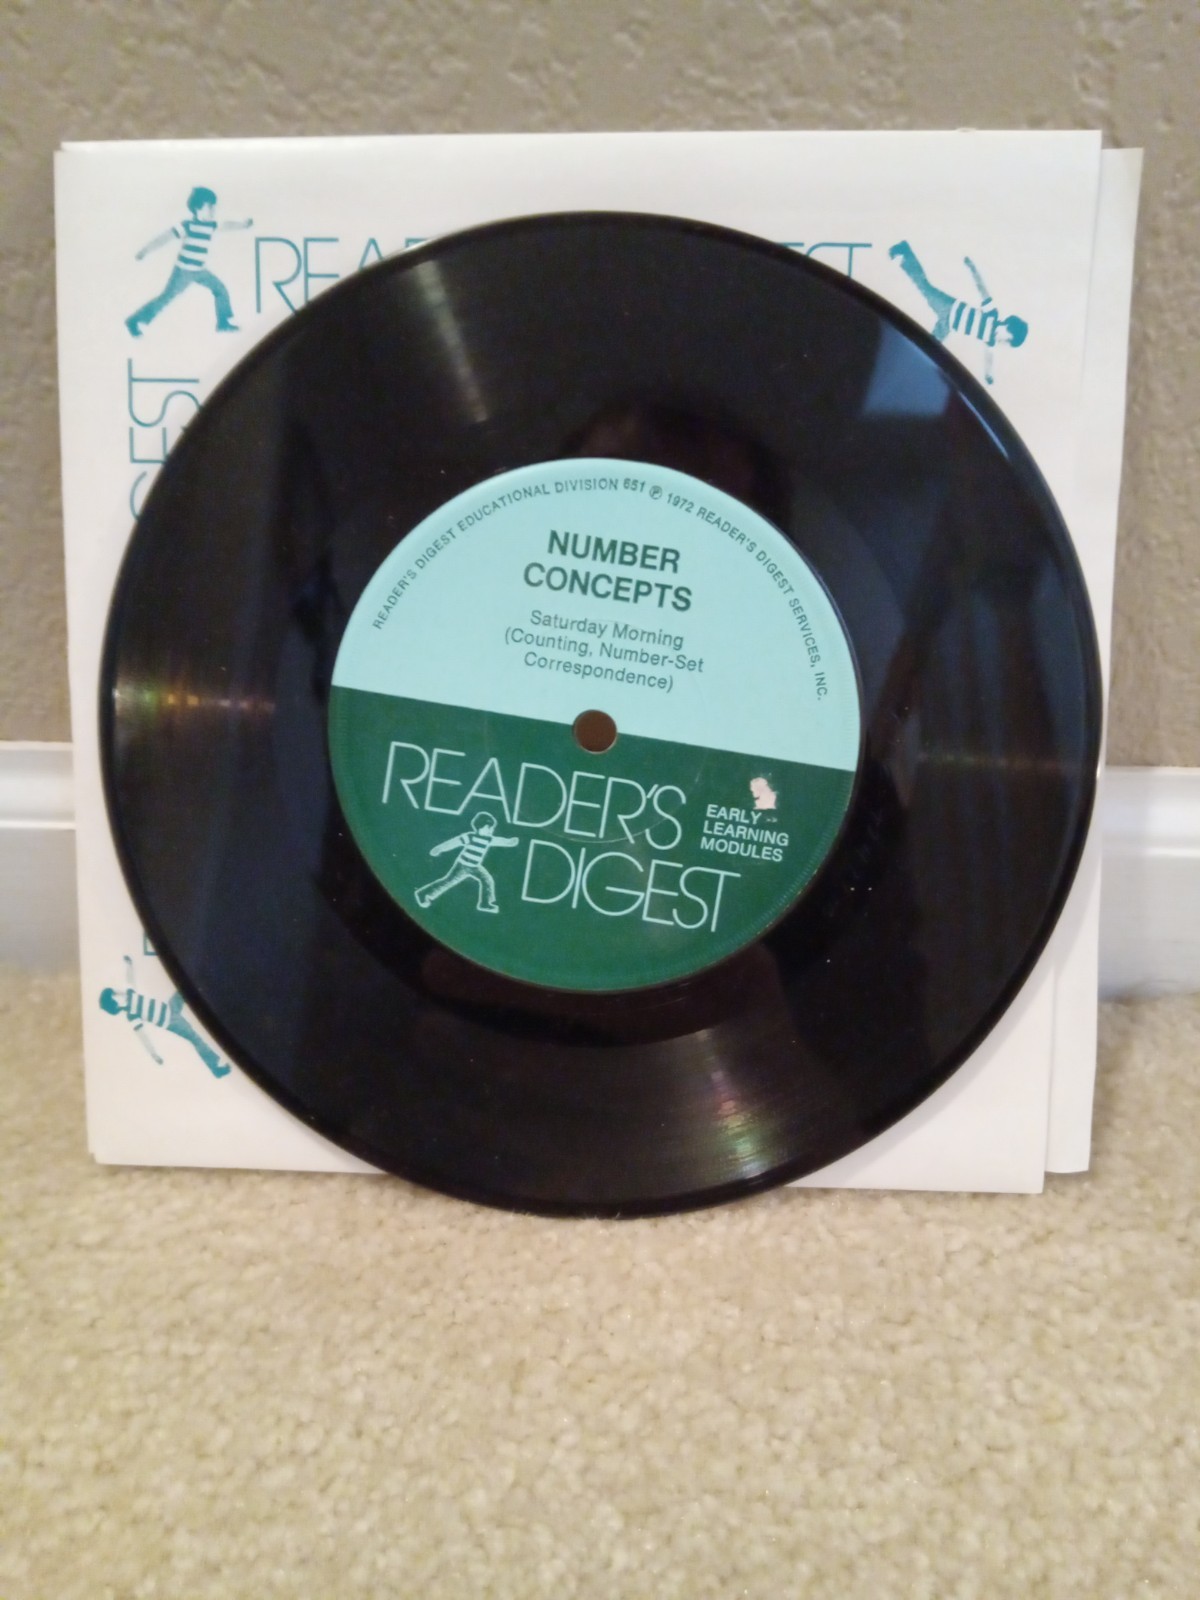 READER'S DIGEST EDUCATIONAL DIVISION 651 ℗ 1972 READER'S DIGEST SERVICES, INC.
NUMBER
CONCEPTS
Saturday Morning
(Counting, Number-Set
Correspondence)
READER'S
DIGEST
EARLY
LEARNING
MODULES